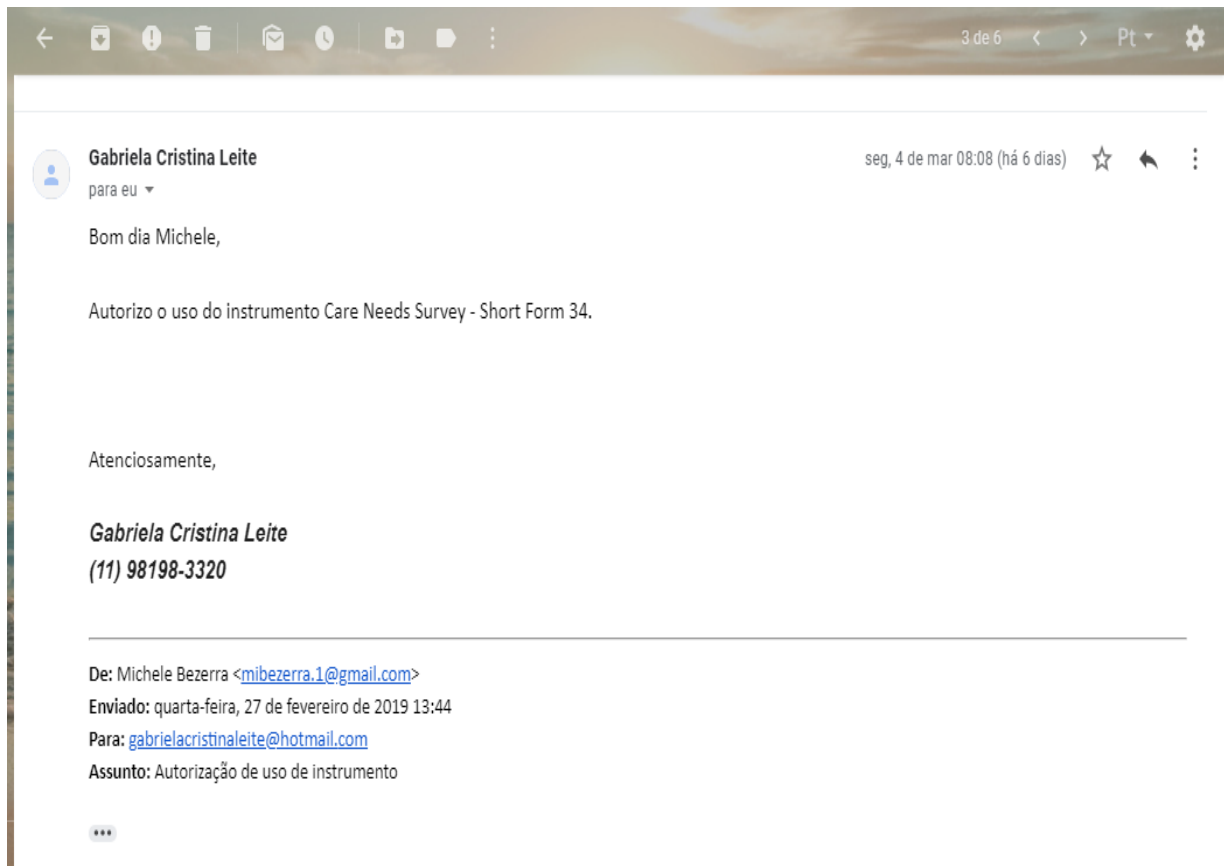 3 de 6
Pt
Gabriela Cristina Leite
seg, 4 de mar 08:08 (há 6 dias)
para eu
Bom dia Michele,
Autorizo o uso do instrumento Care Needs Survey - Short Form 34.
Atenciosamente,
Gabriela Cristina Leite
(11) 98198-3320
De: Michele Bezerra <mibezerra.1@gmail.com>
Enviado: quarta-feira, 27 de fevereiro de 2019 13:44
Para: gabrielacristinaleite@hotmail.com
Assunto: Autorização de uso de instrumento